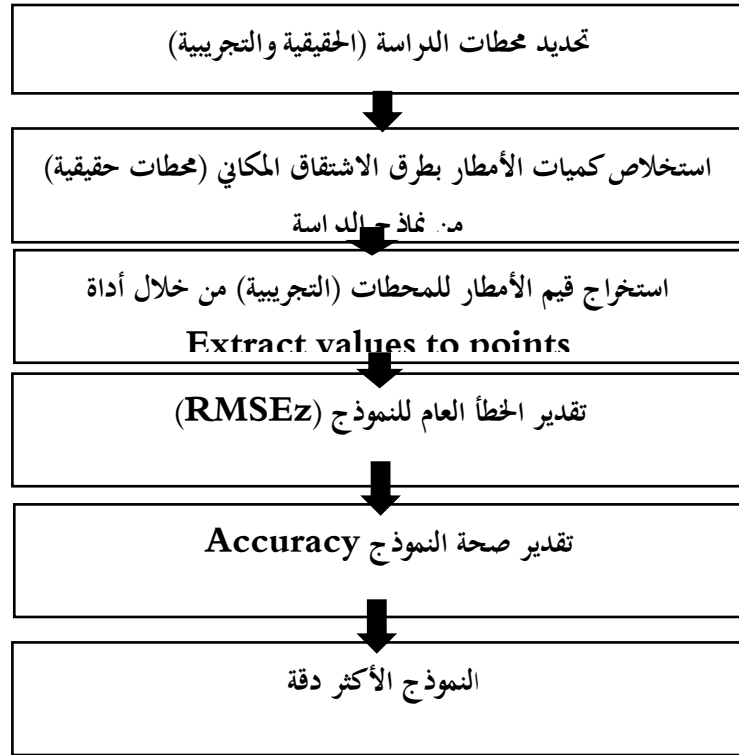 تحديد محطات الدراسة (الحقيقية والتجريبية)
استخلاص كميات الأمطار بطرق الاشتقاق المكاني (محطات حقيقية)
من نماذج الدراسة
استخراج قيم الأمطار للمحطات (التجريبية) من خلال أداة
Extract values to points
تقدير الخطأ العام للنموذج (RMSEz)
تقدير صحة النموذج Accuracy
النموذج الأكثر دقة